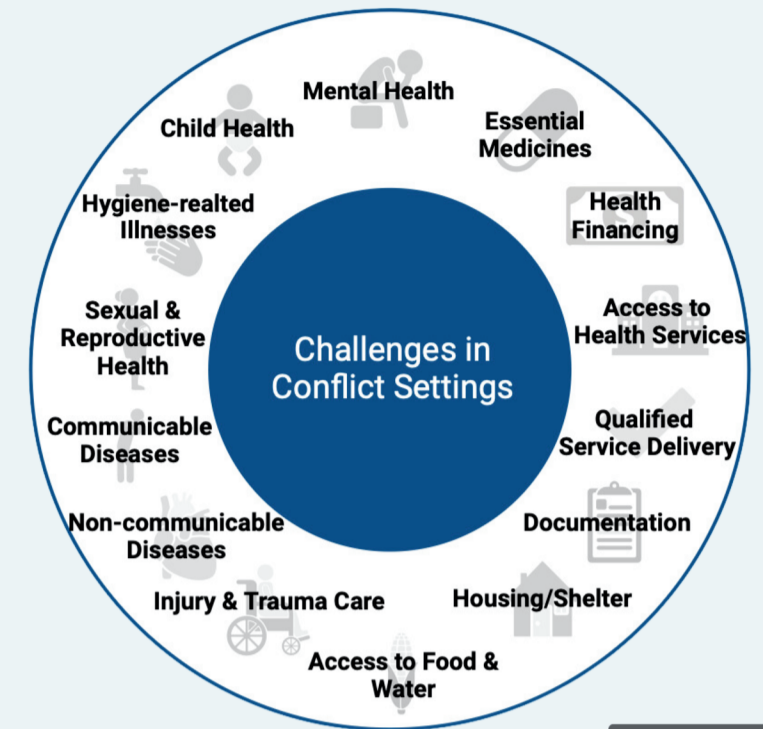 Mental Health
Essential
Medicines
Health
Financing
Access to
Health Services
Qualified
Service Delivery
Documentation
Housing/Shelter
Access to Food &
Water
Injury & Trauma Care
Non-communicable
Diseases
Communicable
Diseases
Sexual &
Reproductive
Health
Hygiene-realted
Illnesses
Child Health
Challenges in
Conflict Settings